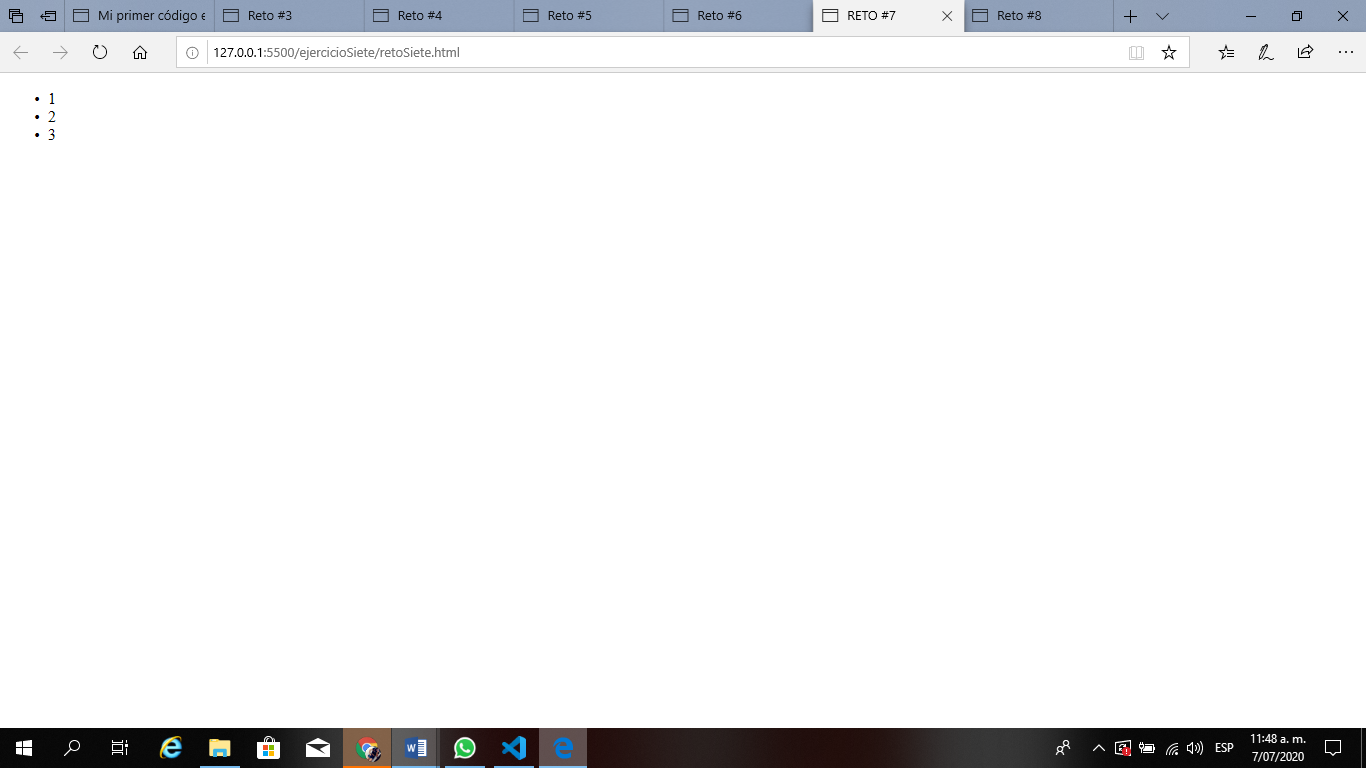 Mi primer código e
Reto #3
Reto #4
Reto #5
Reto #6
RETO #7
Reto #8
127.0.0.1:5500/ejercicioSiete/retoSiete.html
• 1
• 2
• 3
ESP
11:48 a. m.
7/07/2020